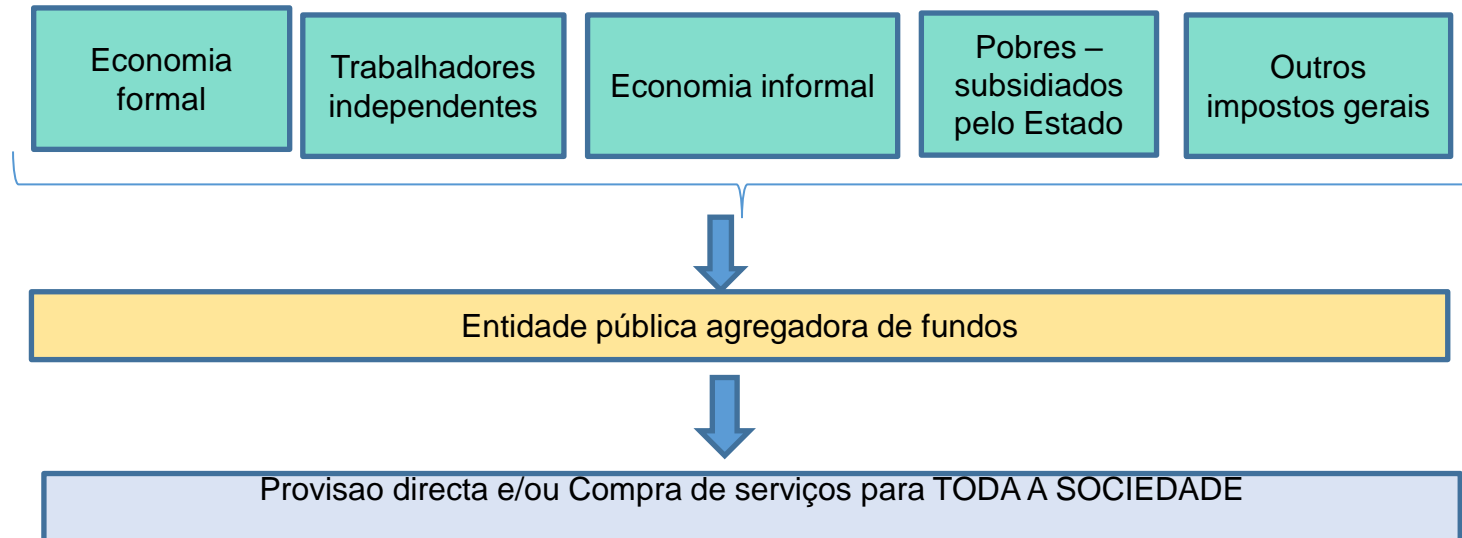 Economia
formal
Trabalhadores
independentes
Economia informal
Pobres –
subsidiados
pelo Estado
Outros
impostos gerais
Entidade pública agregadora de fundos
Provisao directa e/ou Compra de serviços para TODA A SOCIEDADE